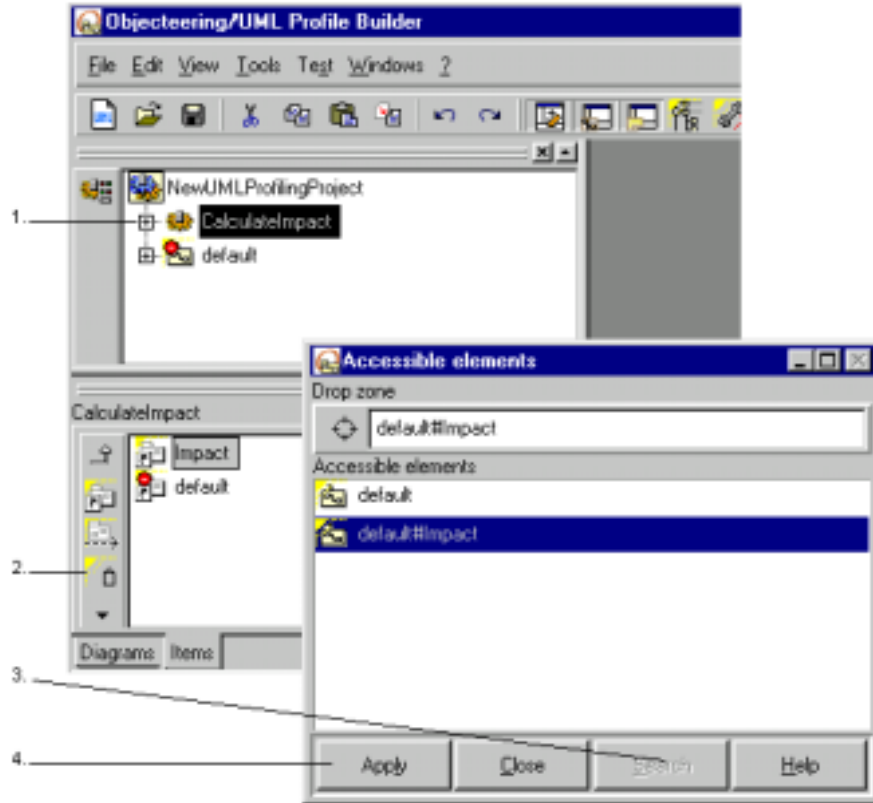 Objecteering/UML Profile Builder
File Edit View Tools Test Windows ?
NewUMLProfilingProject
1.
CalculateImpact
default
Accessible elements
Drop zone
CalculateImpact
default#Impact
Impact
Accessible elements
default
default
default#Impact
2.
Diagrams Items
3.
4.
Apply Close Search Help